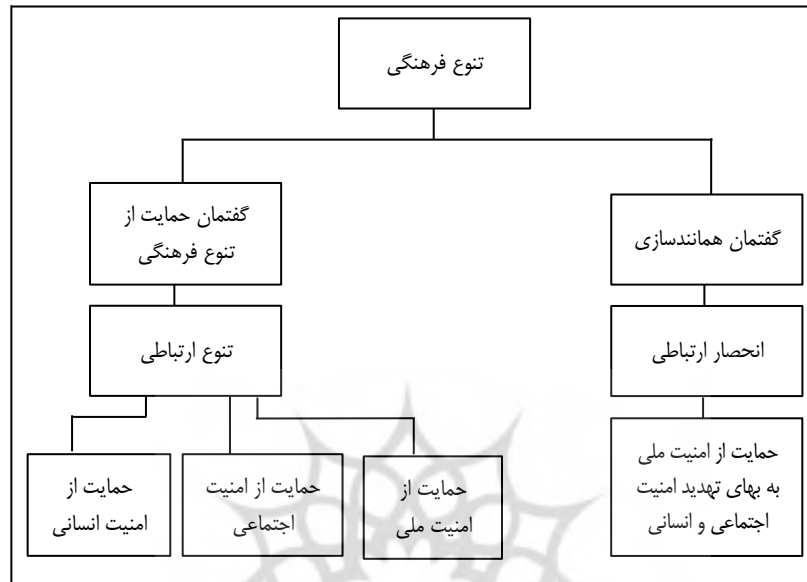 تنوع فرهنگی
گفتمان همانندسازی
گفتمان حمایت از
تنوع فرهنگی
انحصار ارتباطی
تنوع ارتباطی
حمایت از امنیت ملی
به بهای تهدید امنیت
اجتماعی و انسانی
حمایت از
امنیت ملی
حمایت از امنیت
اجتماعی
حمایت از
امنیت انسانی